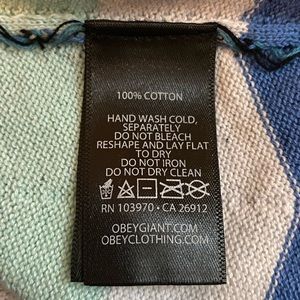 100% COTTON
HAND WASH COLD,
SEPARATELY
DO NOT BLEACH
RESHAPE AND LAY FLAT
TO DRY
DO NOT IRON
DO NOT DRY CLEAN
RN 103970 • CA 26912
OBEYGIANT.COM
OBEYCLOTHING.COM